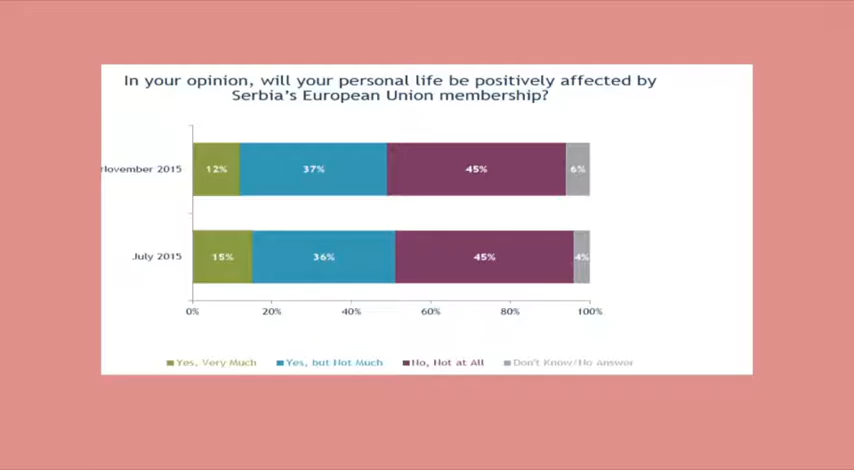 In your opinion, will your personal life be positively affected by
Serbia's European Union membership?
November 2015
12%
37%
45%
6%
July 2015
15%
36%
45%
4%
0%
20%
40%
60%
80%
100%
Yes, Very Much
Yes, but Not Much
No, Not at All
Don't Know/No Answer